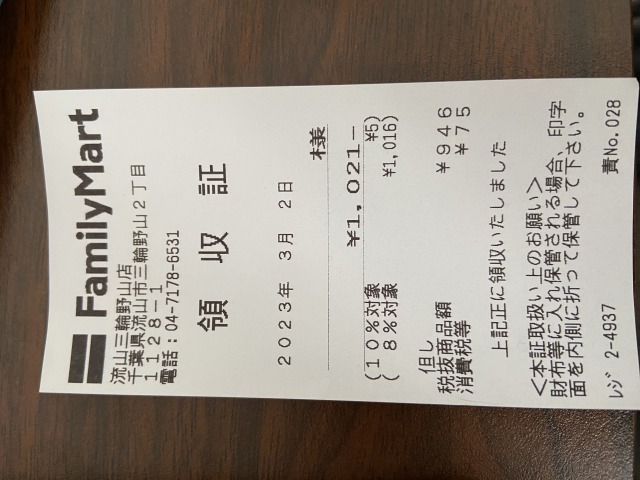 FamilyMart
流山三輪野山店
千葉県流山市三輪野山2丁目
1128-1
電話:04-7178-6531
領収証
2023年 3月 2日
様
¥1,021-
(10%対象 ¥5)
( 8%対象 ¥1,016)
但し
税抜商品額 ¥946
消費税等 ¥75
上記正に領収いたしました
<本証取扱い上のお願い>
財布等に入れ保管される場合、印字
面を内側に折って保管して下さい。
レジ 2-4937 責No.028